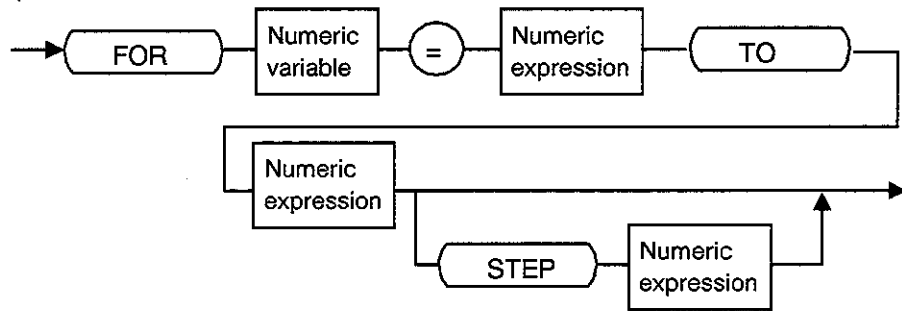 FOR
Numeric
variable
=
Numeric
expression
TO
Numeric
expression
STEP
Numeric
expression